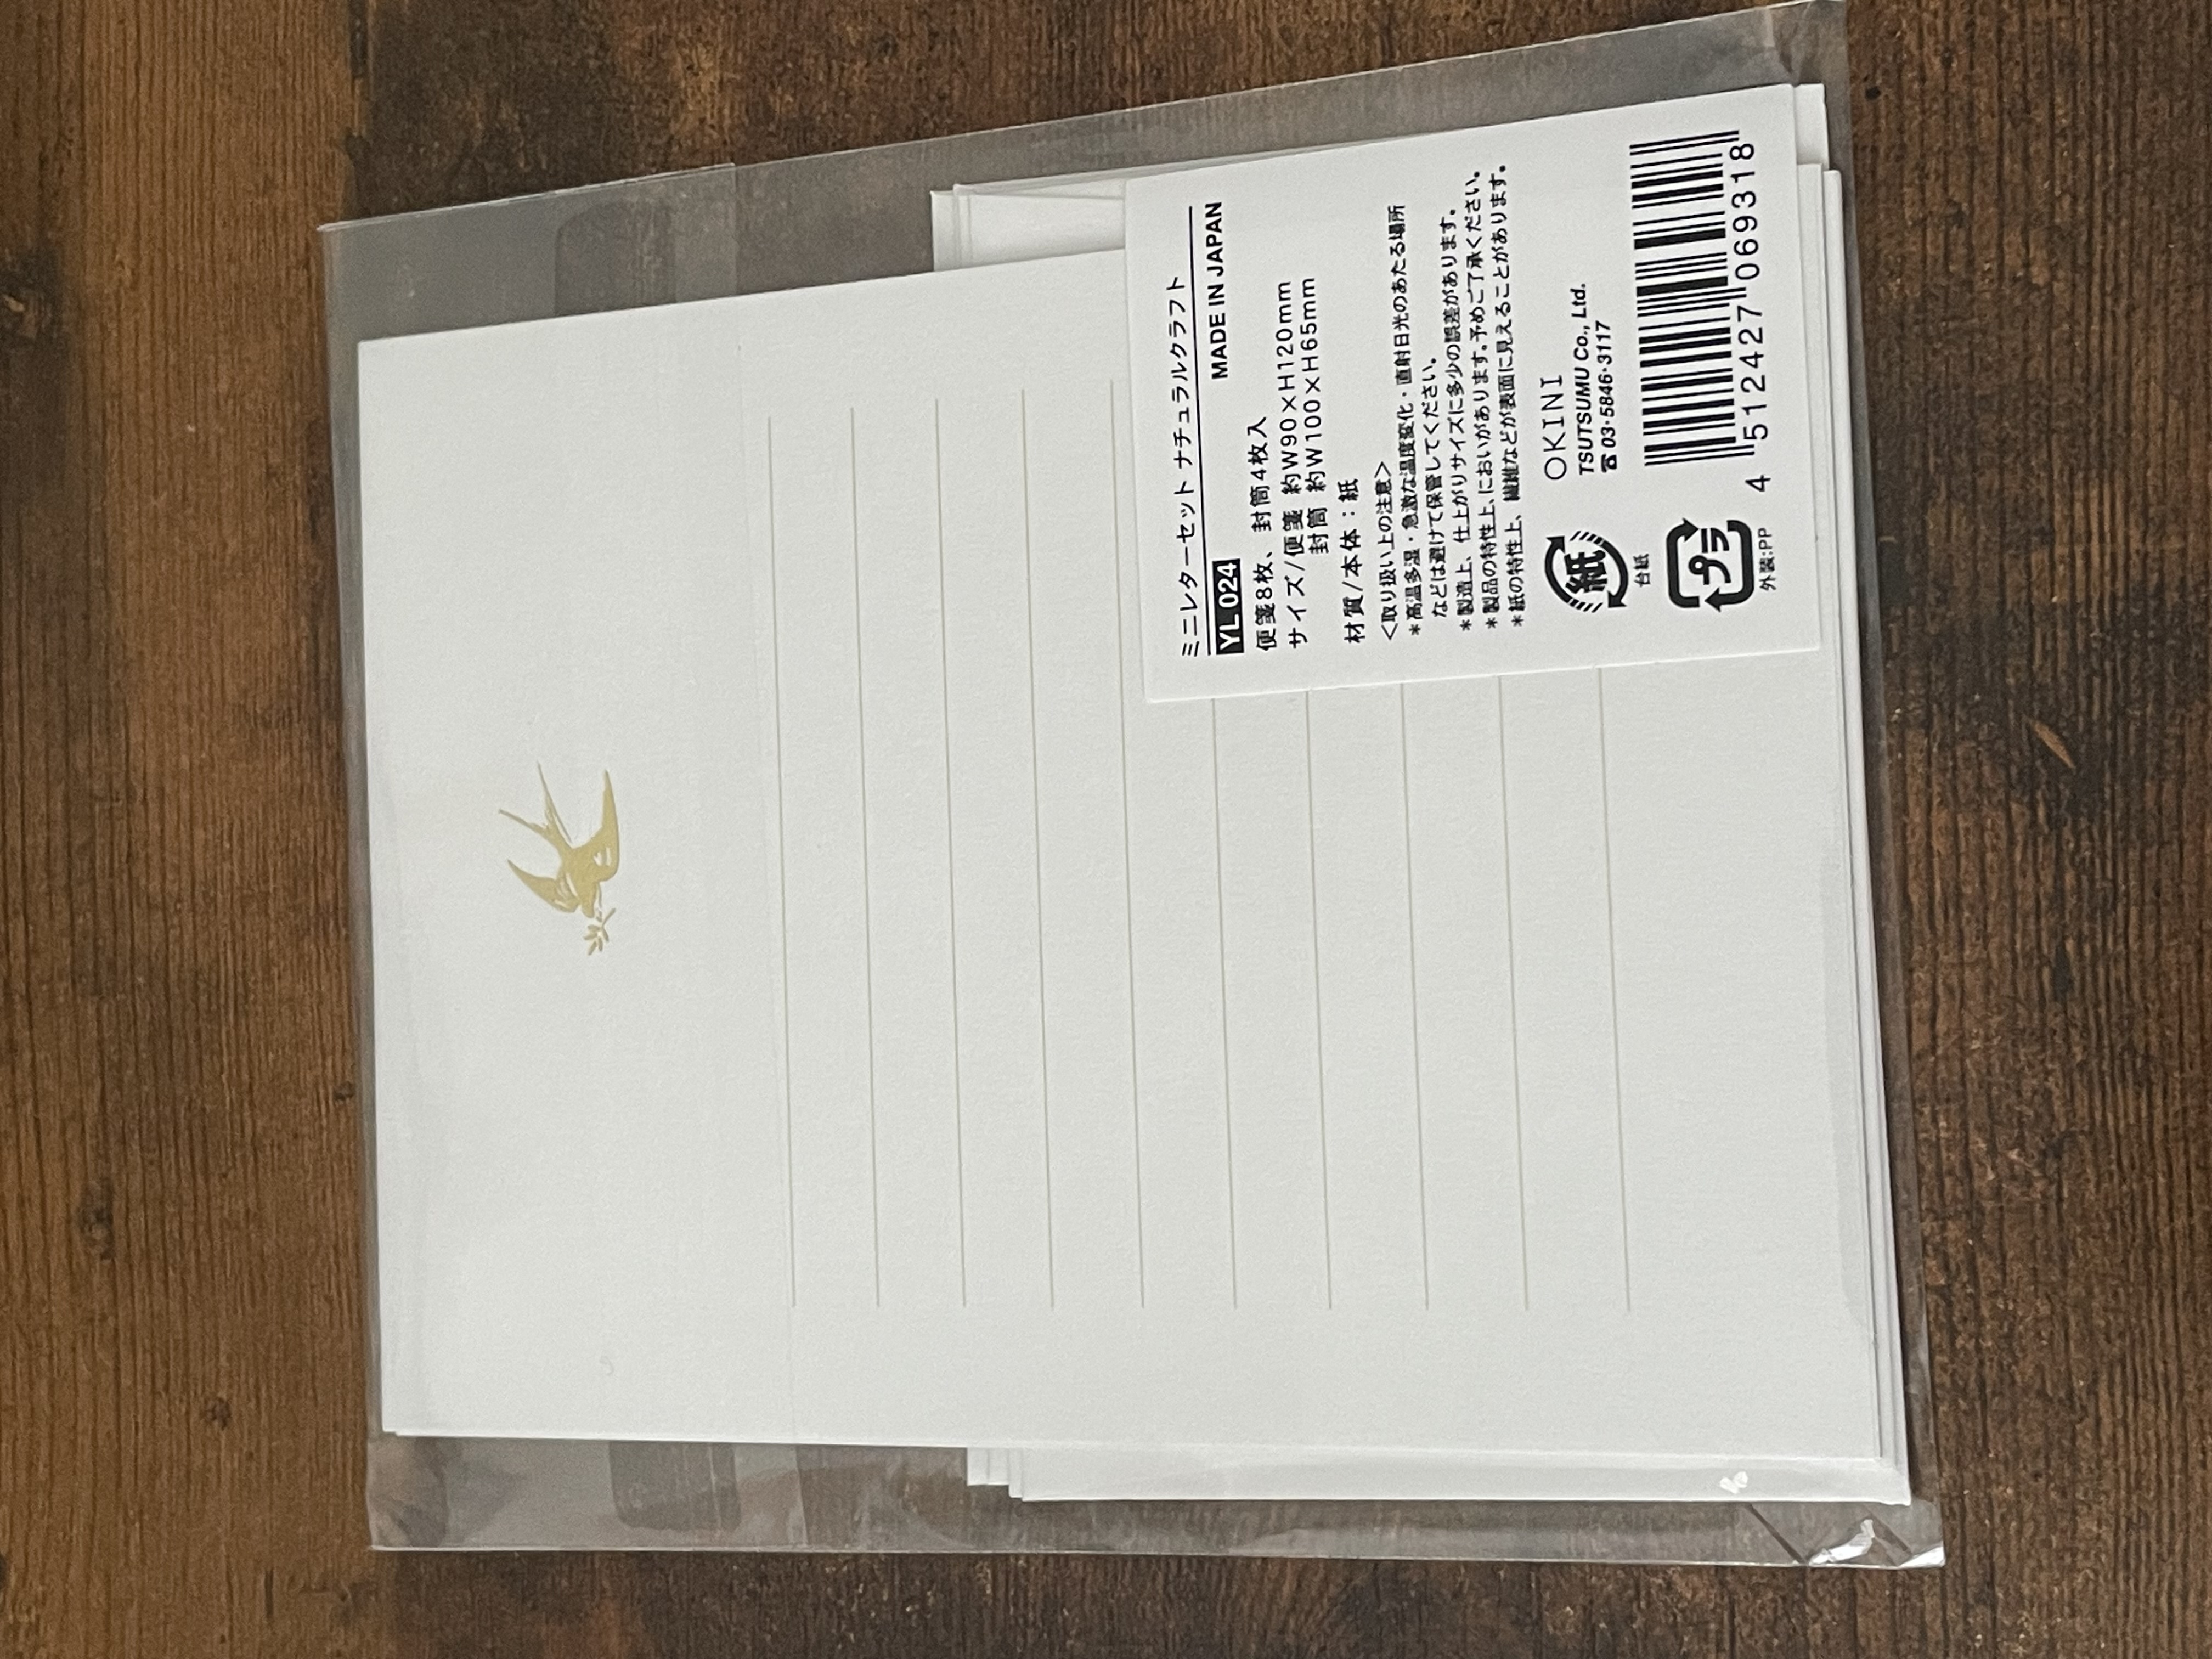 ミニレターセット ナチュラルクラフト
YL 024 MADE IN JAPAN
便箋8枚、封筒4枚入
サイズ/便箋 約W90×H120mm
封筒 約W100×H65mm
材質/本体:紙
<取り扱い上の注意>
*高温多湿・急激な温度変化・直射日光のあたる場所
などは避けて保管してください。
*製造上、仕上がりサイズに多少の誤差があります。
*製品の特性上、においがあります。予めご了承ください。
*紙の特性上、繊維などが表面に見えることがあります。
紙
台紙
プラ
外装:PP
OKINI
TSUTSUMU Co., Ltd.
☎03·5846·3117
4 512427 069318